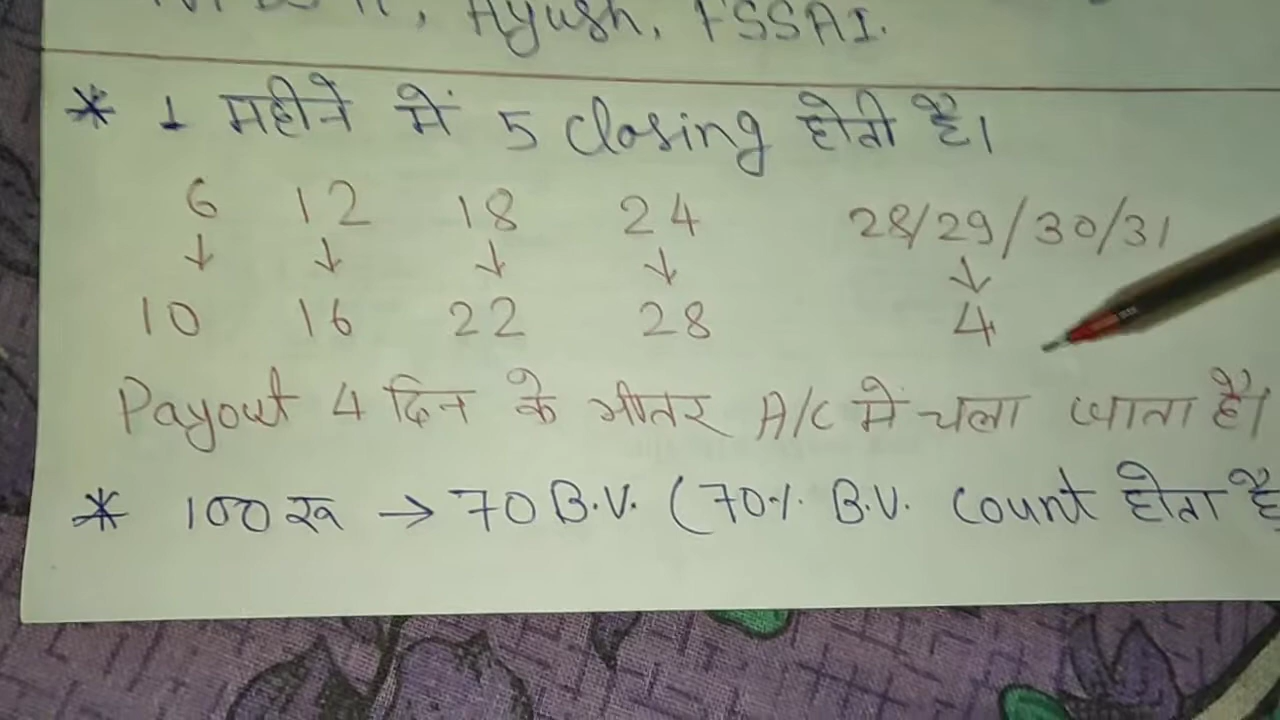 , Ayush, FSSAI.
* 1 महीने में 5 closing होती है।
6 12 18 24 28/29/30/31
↓ ↓ ↓ ↓ ↓
10 16 22 28 4
Payout 4 दिन के भीतर A/C में चला जाता है।
* 100 रू → 70 B.V. (70% B.V. count होता है